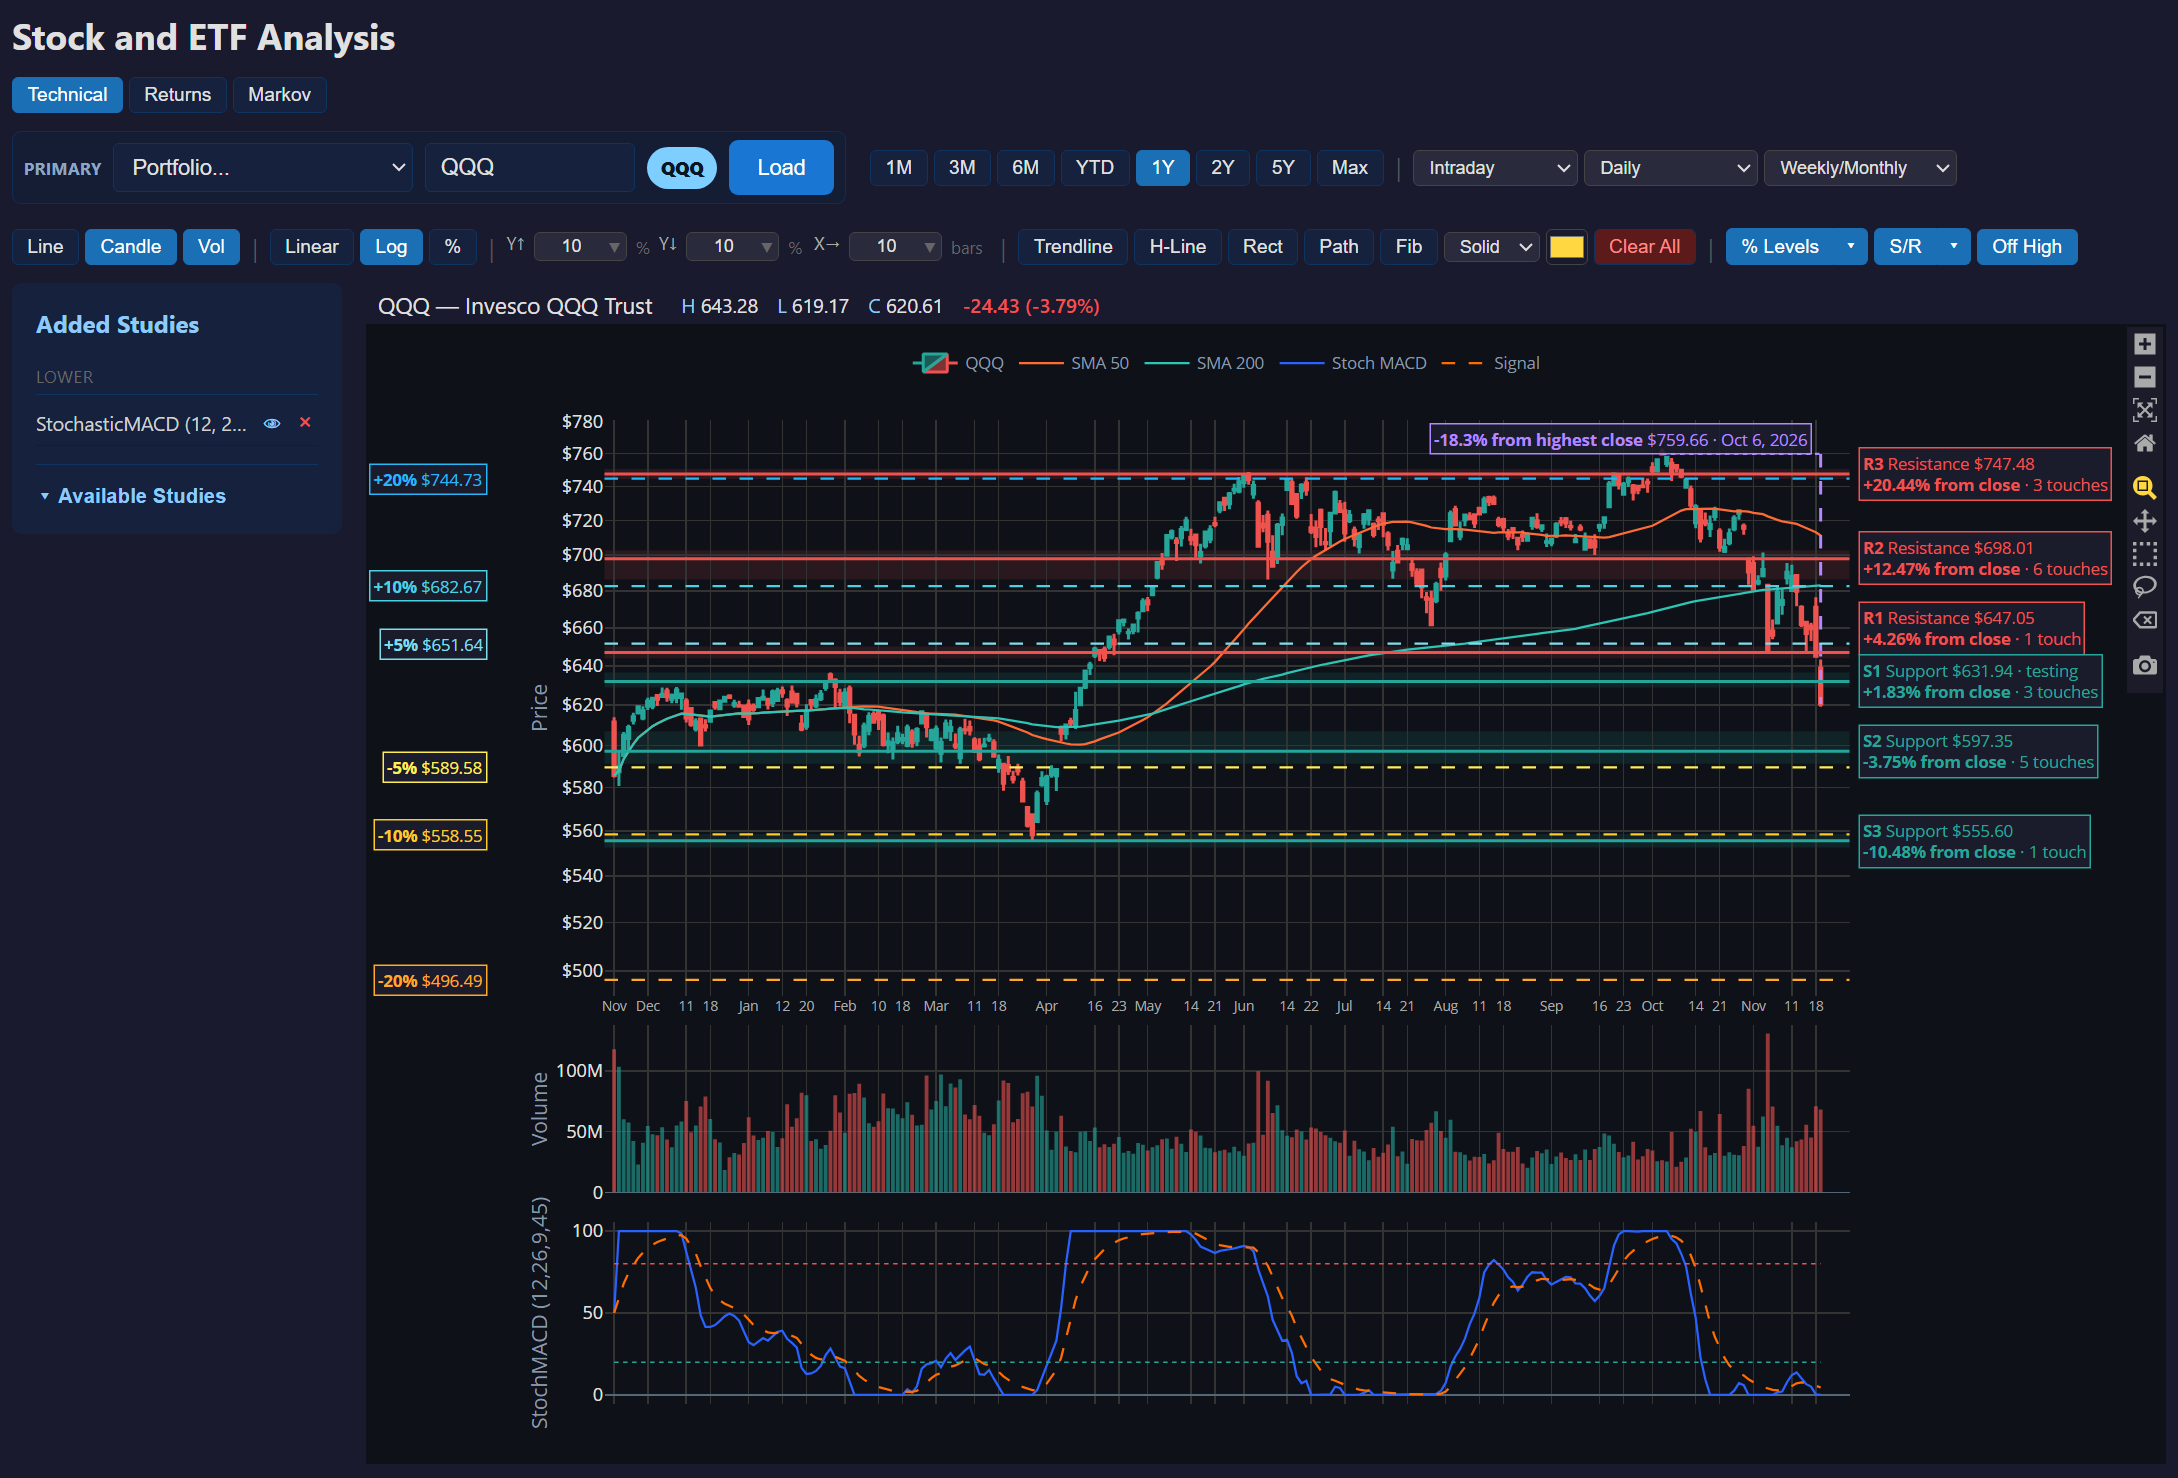 Stock and ETF Analysis
Technical Returns Markov
PRIMARY Portfolio... QQQ QQQ Load 1M 3M 6M YTD 1Y 2Y 5Y Max | Intraday Daily Weekly/Monthly
Line Candle Vol | Linear Log % | Y↑ 10 % Y↓ 10 % X→ 10 bars | Trendline H-Line Rect Path Fib Solid Clear All | % Levels S/R Off High
Added Studies
LOWER
StochasticMACD (12, 2...
Available Studies
QQQ — Invesco QQQ Trust H 643.28 L 619.17 C 620.61 -24.43 (-3.79%)
QQQ SMA 50 SMA 200 Stoch MACD Signal
-18.3% from highest close $759.66 · Oct 6, 2026
+20% $744.73
+10% $682.67
+5% $651.64
-5% $589.58
-10% $558.55
-20% $496.49
Price
$780
$760
$740
$720
$700
$680
$660
$640
$620
$600
$580
$560
$540
$520
$500
R3 Resistance $747.48
+20.44% from close · 3 touches
R2 Resistance $698.01
+12.47% from close · 6 touches
R1 Resistance $647.05
+4.26% from close · 1 touch
S1 Support $631.94 · testing
+1.83% from close · 3 touches
S2 Support $597.35
-3.75% from close · 5 touches
S3 Support $555.60
-10.48% from close · 1 touch
Nov Dec 11 18 Jan 12 20 Feb 10 18 Mar 11 18 Apr 16 23 May 14 21 Jun 14 22 Jul 14 21 Aug 11 18 Sep 16 23 Oct 14 21 Nov 11 18
Volume
100M
50M
0
StochMACD (12,26,9,45)
100
50
0